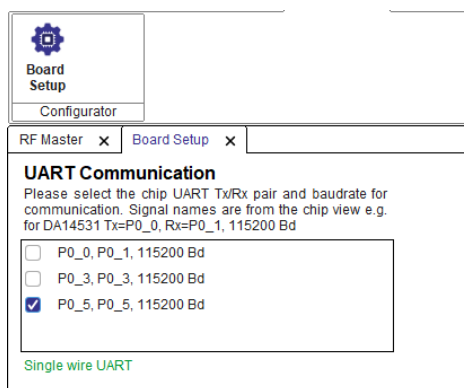 Board
Setup
Configurator
RF Master x Board Setup x
UART Communication
Please select the chip UART Tx/Rx pair and baudrate for
communication. Signal names are from the chip view e.g.
for DA14531 Tx=P0_0, Rx=P0_1, 115200 Bd
P0_0, P0_1, 115200 Bd
P0_3, P0_3, 115200 Bd
P0_5, P0_5, 115200 Bd
Single wire UART